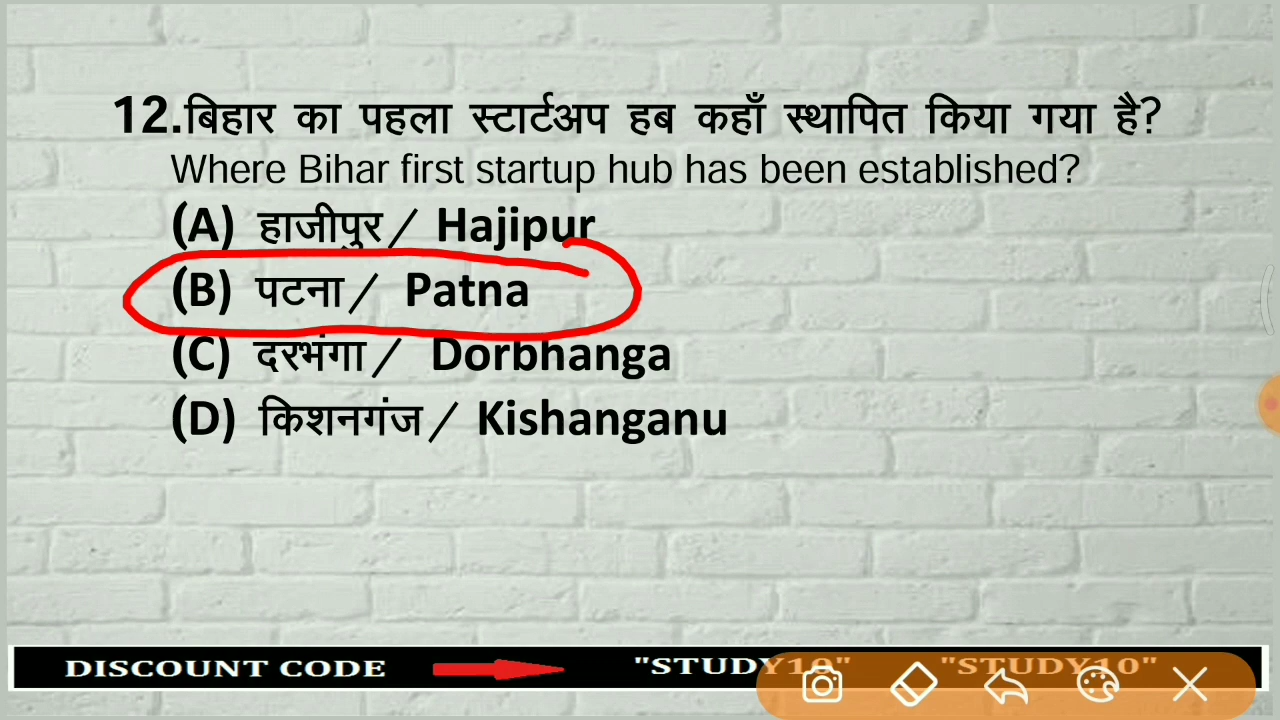 12.बिहार का पहला स्टार्टअप हब कहाँ स्थापित किया गया है?
Where Bihar first startup hub has been established?
(A) हाजीपुर/ Hajipur
(B) पटना/ Patna
(C) दरभंगा/ Dorbhanga
(D) किशनगंज/ Kishanganu
DISCOUNT CODE "STUDY10" "STUDY10"